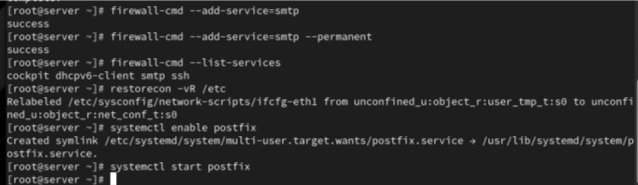 [root@server ~]# firewall-cmd --add-service=smtp
success
[root@server ~]# firewall-cmd --add-service=smtp --permanent
success
[root@server ~]# firewall-cmd --list-services
cockpit dhcpv6-client smtp ssh
[root@server ~]# restorecon -vR /etc
Relabeled /etc/sysconfig/network-scripts/ifcfg-eth1 from unconfined_u:object_r:user_tmp_t:s0 to unconfi
ned_u:object_r:net_conf_t:s0
[root@server ~]# systemctl enable postfix
Created symlink /etc/systemd/system/multi-user.target.wants/postfix.service → /usr/lib/systemd/system/p
ostfix.service.
[root@server ~]# systemctl start postfix
[root@server ~]#